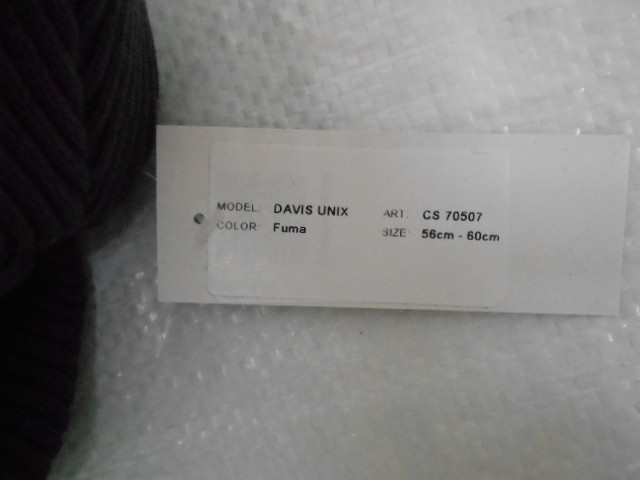 MODEL: DAVIS UNIX ART: CS 70507
COLOR: Fuma SIZE: 56cm - 60cm